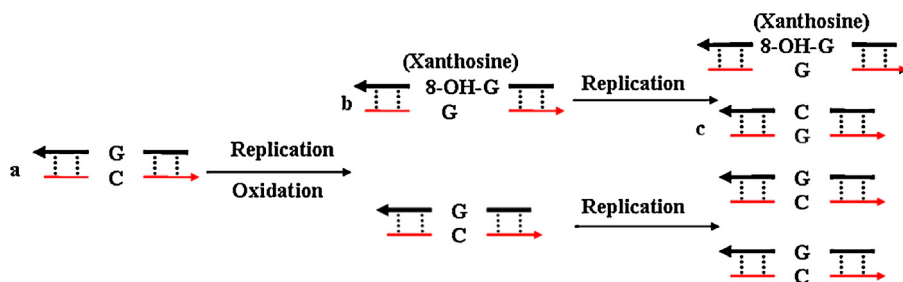 a
G
C
Replication
Oxidation
(Xanthosine)
b
8-OH-G
G
G
C
Replication
Replication
(Xanthosine)
8-OH-G
G
c
C
G
G
C
G
C